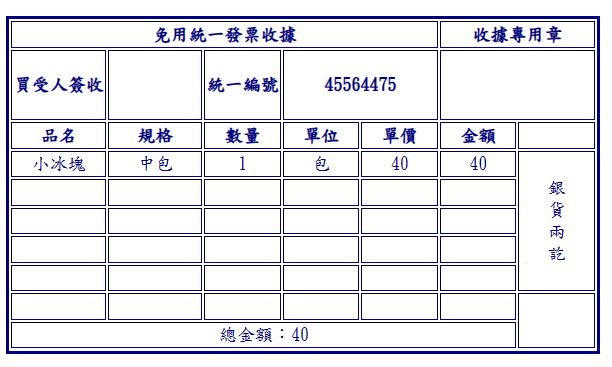 免用統一發票收據 收據專用章
買受人簽收 統一編號 45564475
品名 規格 數量 單位 單價 金額
小冰塊 中包 1 包 40 40
銀貨兩訖
總金額：40